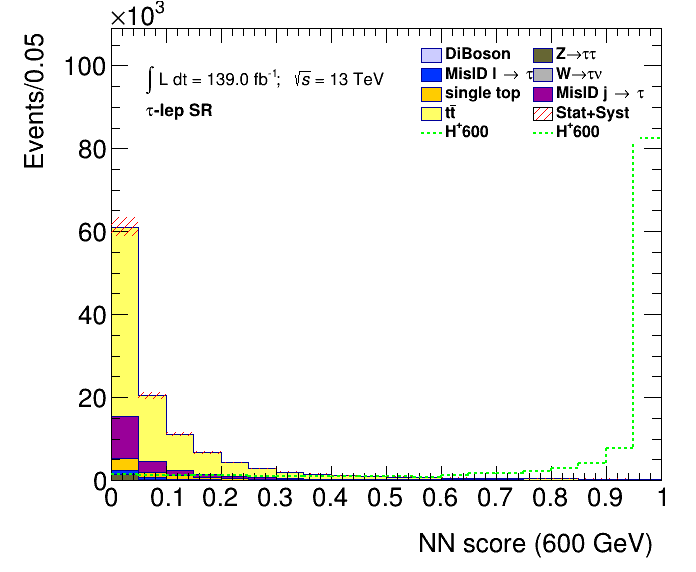 ×10³
Events/0.05
100
80
60
40
20
0
∫ L dt = 139.0 fb⁻¹; √s = 13 TeV
τ-lep SR
DiBoson Z→ττ
MisID l → τ W→τν
single top MisID j → τ
tt̄ Stat+Syst
H⁺600 H⁺600
0 0.1 0.2 0.3 0.4 0.5 0.6 0.7 0.8 0.9 1
NN score (600 GeV)